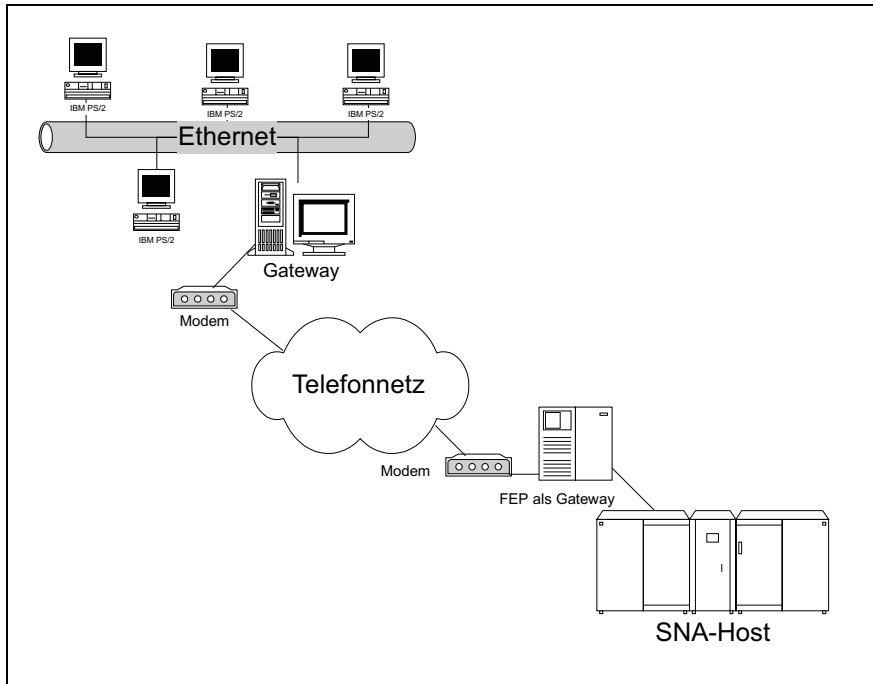 IBM PS/2
IBM PS/2
IBM PS/2
Ethernet
IBM PS/2
Gateway
Modem
Telefonnetz
Modem
FEP als Gateway
SNA-Host